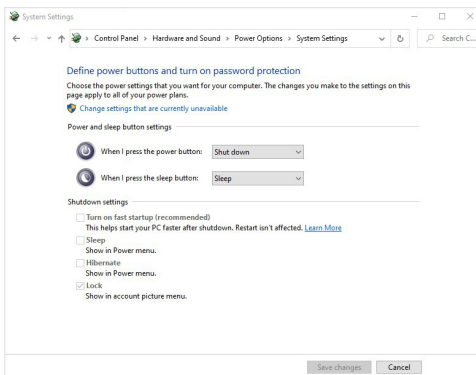 System Settings
Control Panel > Hardware and Sound > Power Options > System Settings
Search C...
Define power buttons and turn on password protection
Choose the power settings that you want for your computer. The changes you make to the settings on this
page apply to all of your power plans.
Change settings that are currently unavailable
Power and sleep button settings
When I press the power button: Shut down
When I press the sleep button: Sleep
Shutdown settings
Turn on fast startup (recommended)
This helps start your PC faster after shutdown. Restart isn't affected. Learn More
Sleep
Show in Power menu.
Hibernate
Show in Power menu.
Lock
Show in account picture menu.
Save changes Cancel